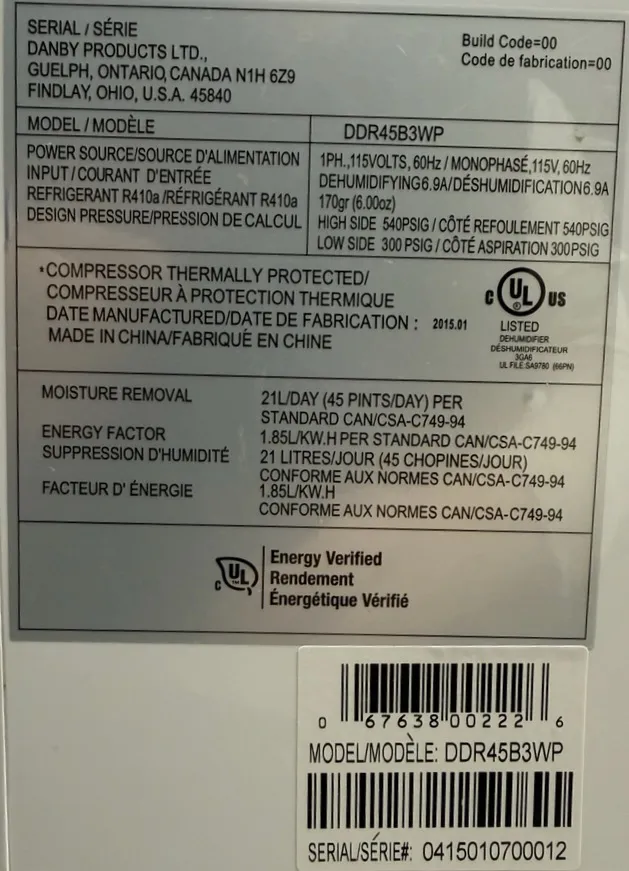 SERIAL / SÉRIE
DANBY PRODUCTS LTD.,
GUELPH, ONTARIO, CANADA N1H 6Z9
FINDLAY, OHIO, U.S.A. 45840
Build Code=00
Code de fabrication=00
MODEL / MODÈLE DDR45B3WP
POWER SOURCE/SOURCE D'ALIMENTATION 1PH.,115VOLTS, 60Hz / MONOPHASÉ,115V, 60Hz
INPUT / COURANT D'ENTRÉE DEHUMIDIFYING6.9A/DÉSHUMIDIFICATION6.9A
REFRIGERANT R410a /RÉFRIGÉRANT R410a 170gr (6.00oz)
DESIGN PRESSURE/PRESSION DE CALCUL HIGH SIDE 540PSIG / CÔTÉ REFOULEMENT 540PSIG
LOW SIDE 300 PSIG / CÔTÉ ASPIRATION 300PSIG
*COMPRESSOR THERMALLY PROTECTED/
COMPRESSEUR À PROTECTION THERMIQUE
DATE MANUFACTURED/DATE DE FABRICATION : 2015.01
MADE IN CHINA/FABRIQUÉ EN CHINE
C UL ® US
LISTED
DEHUMIDIFIER
DÉSHUMIDIFICATEUR
3GA6
UL FILE:SA9780 (66PN)
MOISTURE REMOVAL 21L/DAY (45 PINTS/DAY) PER
STANDARD CAN/CSA-C749-94
ENERGY FACTOR 1.85L/KW.H PER STANDARD CAN/CSA-C749-94
SUPPRESSION D'HUMIDITÉ 21 LITRES/JOUR (45 CHOPINES/JOUR)
CONFORME AUX NORMES CAN/CSA-C749-94
FACTEUR D' ÉNERGIE 1.85L/KW.H
CONFORME AUX NORMES CAN/CSA-C749-94
C UL
Energy Verified
Rendement
Énergétique Vérifié
0 67638 00222 6
MODEL/MODÈLE: DDR45B3WP
SERIAL/SÉRIE#: 0415010700012